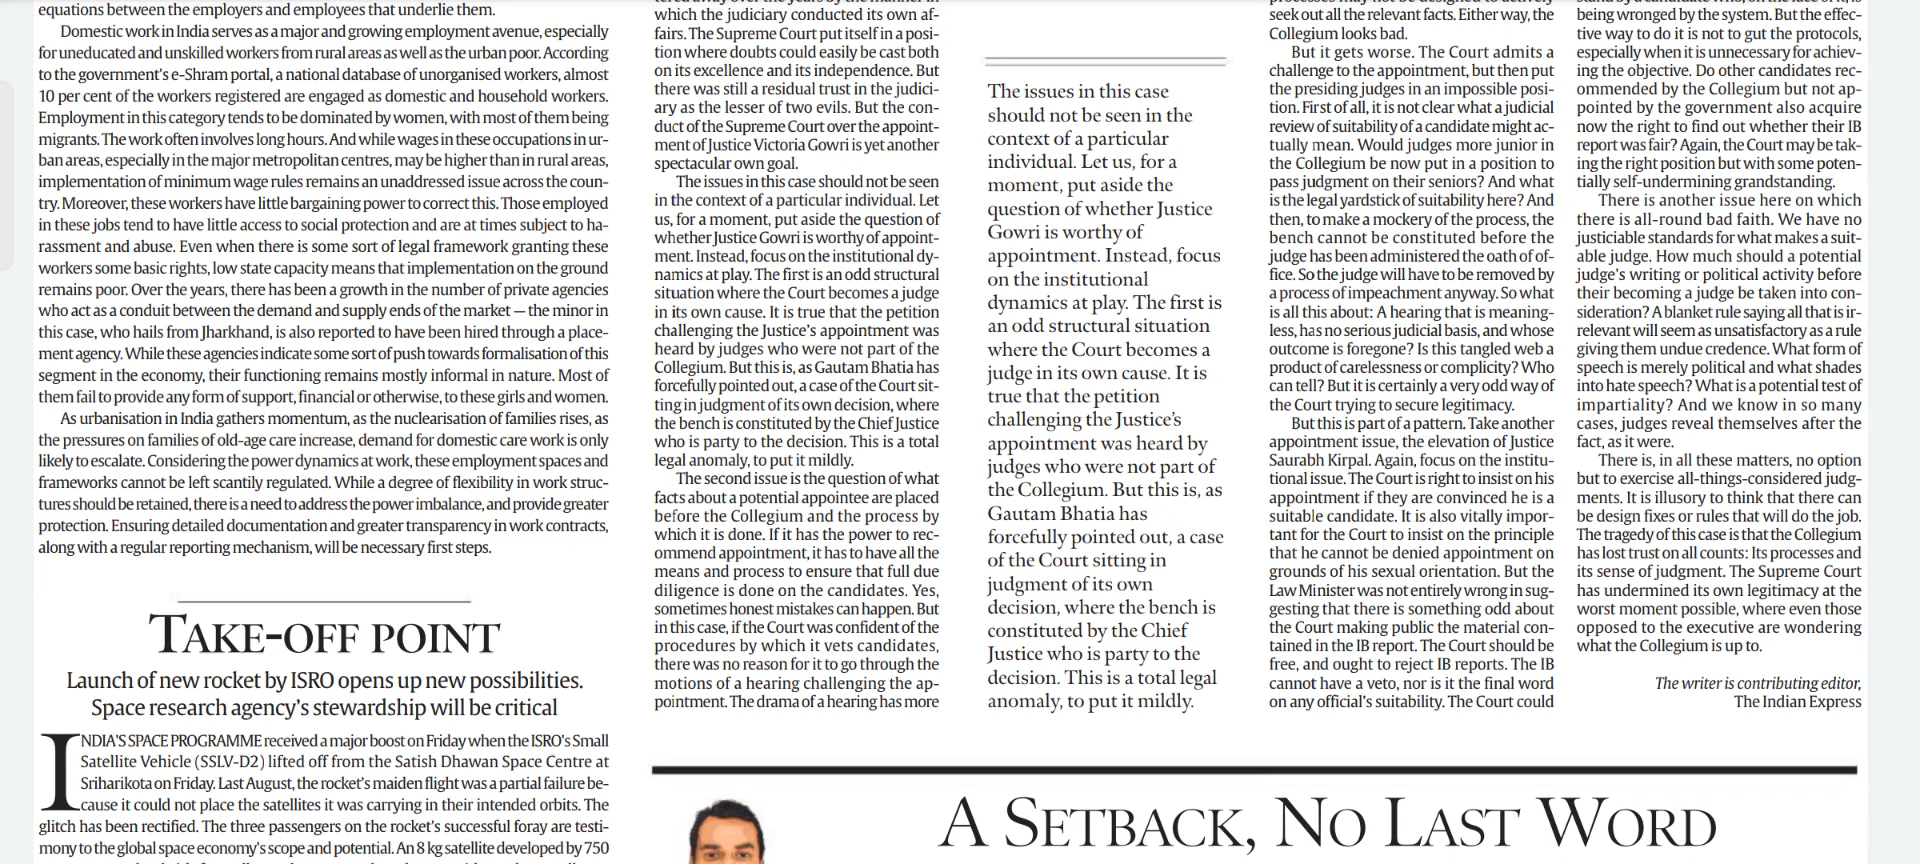 equations between the employers and employees that underlie them.
Domestic work in India serves as a major and growing employment avenue, especially
for uneducated and unskilled workers from rural areas as well as the urban poor. According
to the government's e-Shram portal, a national database of unorganised workers, almost
10 per cent of the workers registered are engaged as domestic and household workers.
Employment in this category tends to be dominated by women, with most of them being
migrants. The work often involves long hours. And while wages in these occupations in ur-
ban areas, especially in the major metropolitan centres, may be higher than in rural areas,
implementation of minimum wage rules remains an unaddressed issue across the coun-
try. Moreover, these workers have little bargaining power to correct this. Those employed
in these jobs tend to have little access to social protection and are at times subject to ha-
rassment and abuse. Even when there is some sort of legal framework granting these
workers some basic rights, low state capacity means that implementation on the ground
remains poor. Over the years, there has been a growth in the number of private agencies
who act as a conduit between the demand and supply ends of the market — the minor in
this case, who hails from Jharkhand, is also reported to have been hired through a place-
ment agency. While these agencies indicate some sort of push towards formalisation of this
segment in the economy, their functioning remains mostly informal in nature. Most of
them fail to provide any form of support, financial or otherwise, to these girls and women.
As urbanisation in India gathers momentum, as the nuclearisation of families rises, as
the pressures on families of old-age care increase, demand for domestic care work is only
likely to escalate. Considering the power dynamics at work, these employment spaces and
frameworks cannot be left scantily regulated. While a degree of flexibility in work struc-
tures should be retained, there is a need to address the power imbalance, and provide greater
protection. Ensuring detailed documentation and greater transparency in work contracts,
along with a regular reporting mechanism, will be necessary first steps.
TAKE-OFF POINT
Launch of new rocket by ISRO opens up new possibilities.
Space research agency's stewardship will be critical
INDIA'S SPACE PROGRAMME received a major boost on Friday when the ISRO's Small
Satellite Vehicle (SSLV-D2) lifted off from the Satish Dhawan Space Centre at
Sriharikota on Friday. Last August, the rocket's maiden flight was a partial failure be-
cause it could not place the satellites it was carrying in their intended orbits. The
glitch has been rectified. The three passengers on the rocket's successful foray are testi-
mony to the global space economy's scope and potential. An 8 kg satellite developed by 750
which the judiciary conducted its own af-
fairs. The Supreme Court put itself in a posi-
tion where doubts could easily be cast both
on its excellence and its independence. But
there was still a residual trust in the judici-
ary as the lesser of two evils. But the con-
duct of the Supreme Court over the appoint-
ment of Justice Victoria Gowri is yet another
spectacular own goal.
The issues in this case should not be seen
in the context of a particular individual. Let
us, for a moment, put aside the question of
whether Justice Gowri is worthy of appoint-
ment. Instead, focus on the institutional dy-
namics at play. The first is an odd structural
situation where the Court becomes a judge
in its own cause. It is true that the petition
challenging the Justice's appointment was
heard by judges who were not part of the
Collegium. But this is, as Gautam Bhatia has
forcefully pointed out, a case of the Court sit-
ting in judgment of its own decision, where
the bench is constituted by the Chief Justice
who is party to the decision. This is a total
legal anomaly, to put it mildly.
The second issue is the question of what
facts about a potential appointee are placed
before the Collegium and the process by
which it is done. If it has the power to rec-
ommend appointment, it has to have all the
means and process to ensure that full due
diligence is done on the candidates. Yes,
sometimes honest mistakes can happen. But
in this case, if the Court was confident of the
procedures by which it vets candidates,
there was no reason for it to go through the
motions of a hearing challenging the ap-
pointment. The drama of a hearing has more
The issues in this case
should not be seen in the
context of a particular
individual. Let us, for a
moment, put aside the
question of whether Justice
Gowri is worthy of
appointment. Instead, focus
on the institutional
dynamics at play. The first is
an odd structural situation
where the Court becomes a
judge in its own cause. It is
true that the petition
challenging the Justice's
appointment was heard by
judges who were not part of
the Collegium. But this is, as
Gautam Bhatia has
forcefully pointed out, a case
of the Court sitting in
judgment of its own
decision, where the bench is
constituted by the Chief
Justice who is party to the
decision. This is a total legal
anomaly, to put it mildly.
seek out all the relevant facts. Either way, the
Collegium looks bad.
But it gets worse. The Court admits a
challenge to the appointment, but then put
the presiding judges in an impossible posi-
tion. First of all, it is not clear what a judicial
review of suitability of a candidate might ac-
tually mean. Would judges more junior in
the Collegium be now put in a position to
pass judgment on their seniors? And what
is the legal yardstick of suitability here? And
then, to make a mockery of the process, the
bench cannot be constituted before the
judge has been administered the oath of of-
fice. So the judge will have to be removed by
a process of impeachment anyway. So what
is all this about: A hearing that is meaning-
less, has no serious judicial basis, and whose
outcome is foregone? Is this tangled web a
product of carelessness or complicity? Who
can tell? But it is certainly a very odd way of
the Court trying to secure legitimacy.
But this is part of a pattern. Take another
appointment issue, the elevation of Justice
Saurabh Kirpal. Again, focus on the institu-
tional issue. The Court is right to insist on his
appointment if they are convinced he is a
suitable candidate. It is also vitally impor-
tant for the Court to insist on the principle
that he cannot be denied appointment on
grounds of his sexual orientation. But the
Law Minister was not entirely wrong in sug-
gesting that there is something odd about
the Court making public the material con-
tained in the IB report. The Court should be
free, and ought to reject IB reports. The IB
cannot have a veto, nor is it the final word
on any official's suitability. The Court could
being wronged by the system. But the effec-
tive way to do it is not to gut the protocols,
especially when it is unnecessary for achiev-
ing the objective. Do other candidates rec-
ommended by the Collegium but not ap-
pointed by the government also acquire
now the right to find out whether their IB
report was fair? Again, the Court may be tak-
ing the right position but with some poten-
tially self-undermining grandstanding.
There is another issue here on which
there is all-round bad faith. We have no
justiciable standards for what makes a suit-
able judge. How much should a potential
judge's writing or political activity before
their becoming a judge be taken into con-
sideration? A blanket rule saying all that is ir-
relevant will seem as unsatisfactory as a rule
giving them undue credence. What form of
speech is merely political and what shades
into hate speech? What is a potential test of
impartiality? And we know in so many
cases, judges reveal themselves after the
fact, as it were.
There is, in all these matters, no option
but to exercise all-things-considered judg-
ments. It is illusory to think that there can
be design fixes or rules that will do the job.
The tragedy of this case is that the Collegium
has lost trust on all counts: Its processes and
its sense of judgment. The Supreme Court
has undermined its own legitimacy at the
worst moment possible, where even those
opposed to the executive are wondering
what the Collegium is up to.
The writer is contributing editor,
The Indian Express
A SETBACK, NO LAST WORD